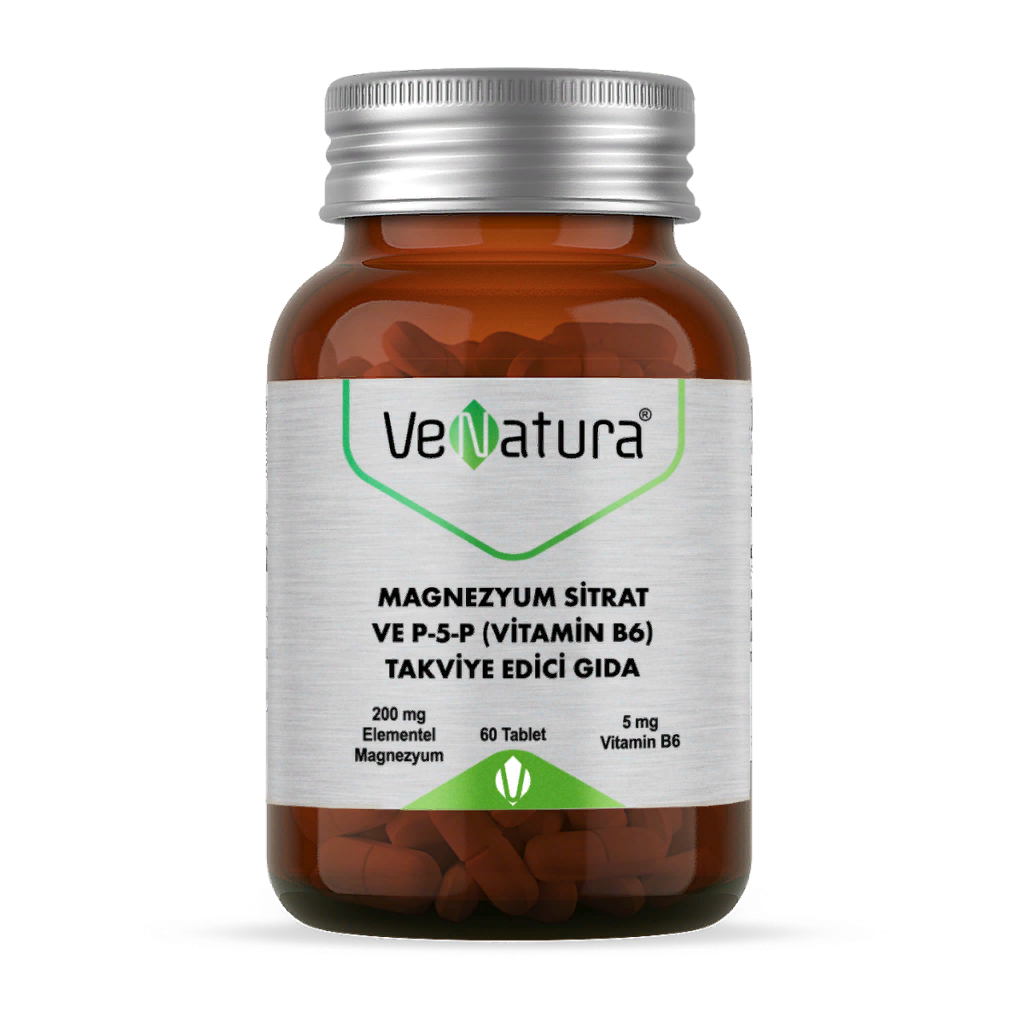 VeNatura®
MAGNEZYUM SİTRAT
VE P-5-P (VİTAMİN B6)
TAKVİYE EDİCİ GIDA
200 mg
Elementel
Magnezyum
60 Tablet
5 mg
Vitamin B6